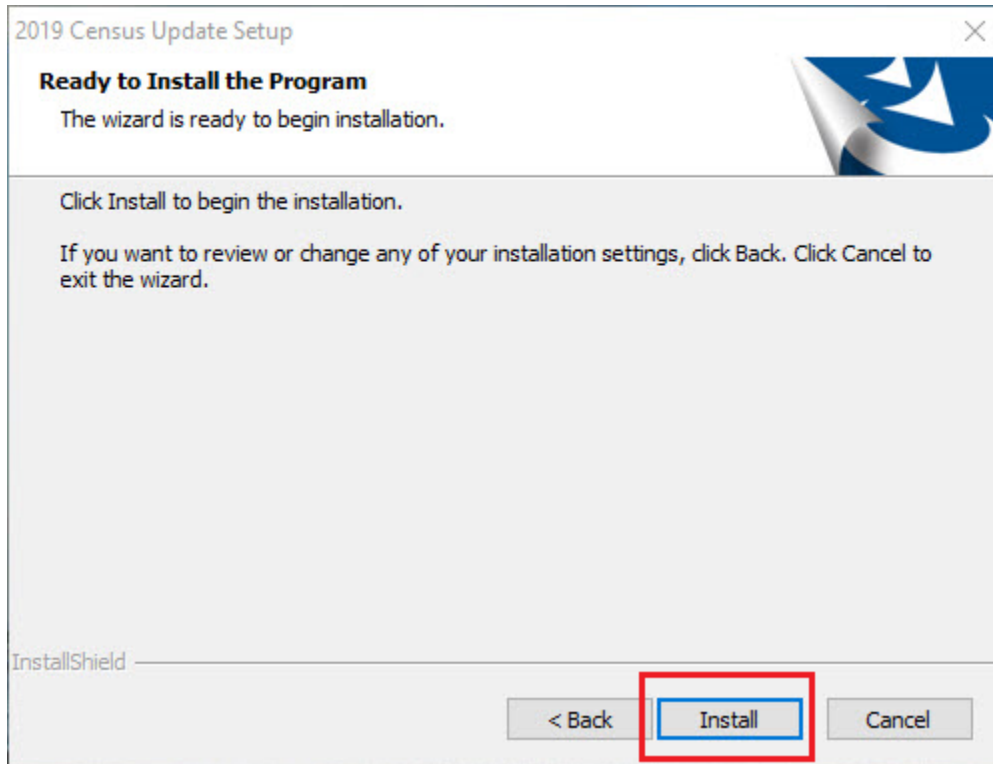 2019 Census Update Setup
Ready to Install the Program
The wizard is ready to begin installation.
Click Install to begin the installation.
If you want to review or change any of your installation settings, click Back. Click Cancel to
exit the wizard.
InstallShield
< Back Install Cancel